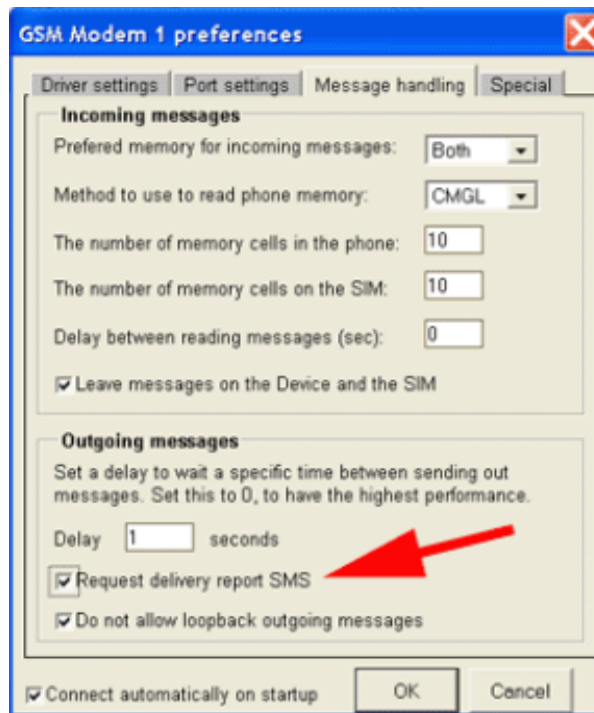 GSM Modem 1 preferences
Driver settings Port settings Message handling Special
Incoming messages
Prefered memory for incoming messages: Both
Method to use to read phone memory: CMGL
The number of memory cells in the phone: 10
The number of memory cells on the SIM: 10
Delay between reading messages (sec): 0
Leave messages on the Device and the SIM
Outgoing messages
Set a delay to wait a specific time between sending out
messages. Set this to 0, to have the highest performance.
Delay 1 seconds
Request delivery report SMS
Do not allow loopback outgoing messages
Connect automatically on startup OK Cancel